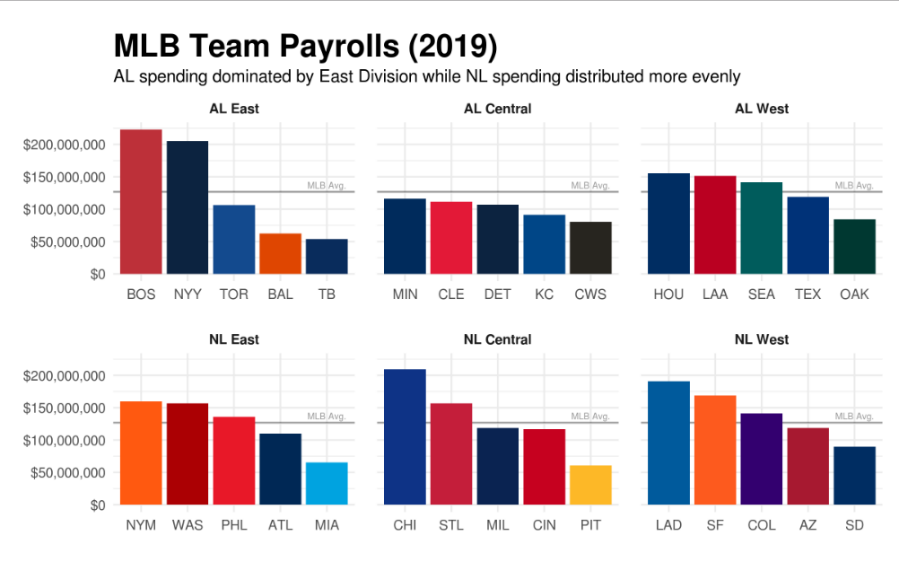 MLB Team Payrolls (2019)
AL spending dominated by East Division while NL spending distributed more evenly
AL East
AL Central
AL West
$200,000,000
$150,000,000
$100,000,000
$50,000,000
$0
MLB Avg.
MLB Avg.
MLB Avg.
BOS NYY TOR BAL TB
MIN CLE DET KC CWS
HOU LAA SEA TEX OAK
NL East
NL Central
NL West
$200,000,000
$150,000,000
$100,000,000
$50,000,000
$0
MLB Avg.
MLB Avg.
MLB Avg.
NYM WAS PHL ATL MIA
CHI STL MIL CIN PIT
LAD SF COL AZ SD